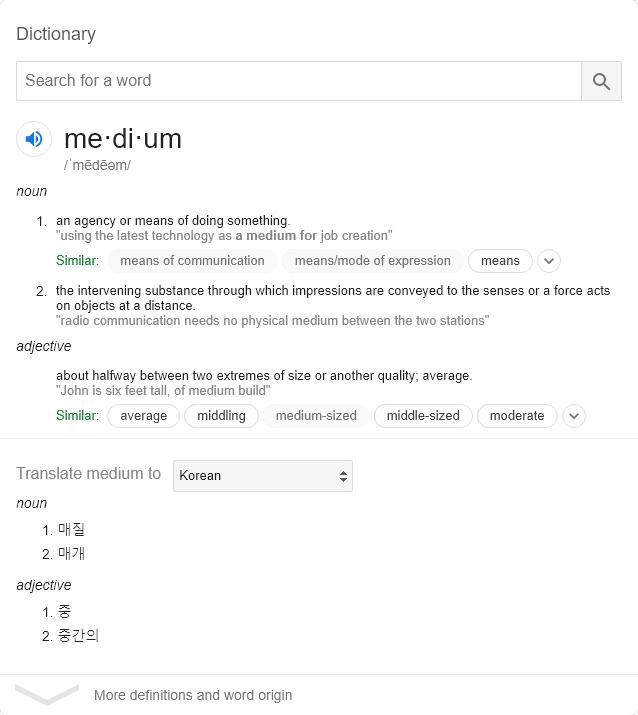 Dictionary
Search for a word
me·di·um
/ˈmēdēəm/
noun
1. an agency or means of doing something.
"using the latest technology as a medium for job creation"
Similar: means of communication means/mode of expression means
2. the intervening substance through which impressions are conveyed to the senses or a force acts
on objects at a distance.
"radio communication needs no physical medium between the two stations"
adjective
about halfway between two extremes of size or another quality; average.
"John is six feet tall, of medium build"
Similar: average middling medium-sized middle-sized moderate
Translate medium to Korean
noun
1. 매질
2. 매개
adjective
1. 중
2. 중간의
More definitions and word origin